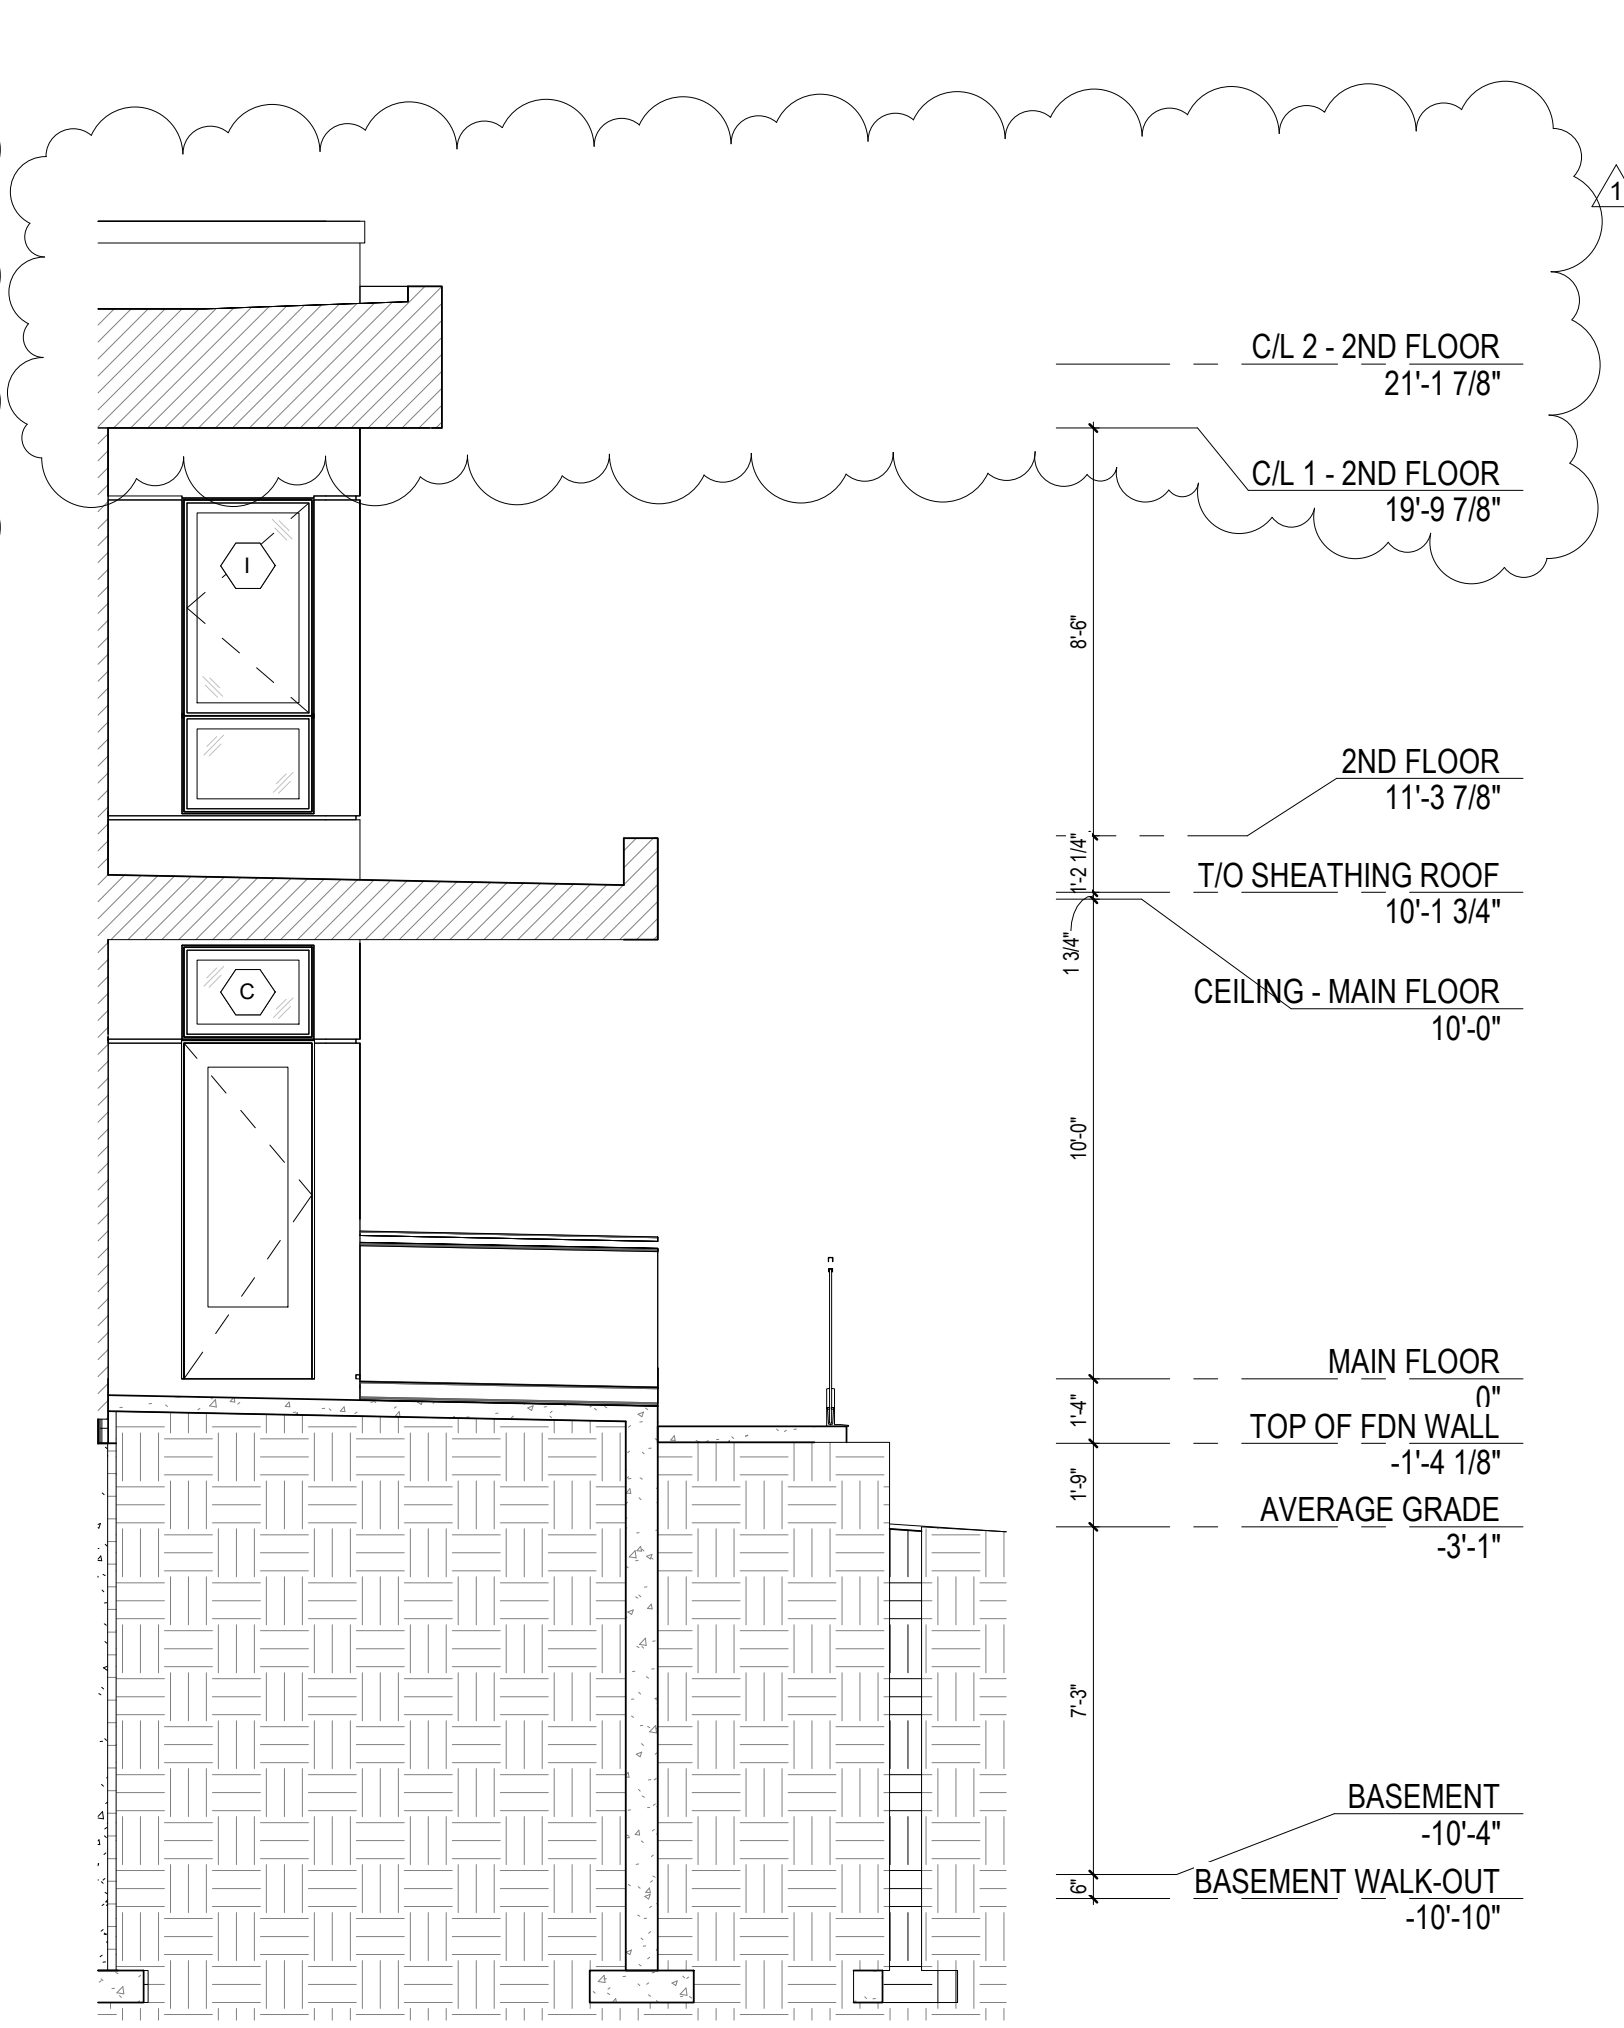 1
C/L 2 - 2ND FLOOR
21'-1 7/8"
C/L 1 - 2ND FLOOR
19'-9 7/8"
I
8'-6"
2ND FLOOR
11'-3 7/8"
1'-2 1/4"
T/O SHEATHING ROOF
10'-1 3/4"
1 3/4"
C
CEILING - MAIN FLOOR
10'-0"
10'-0"
MAIN FLOOR
0"
1'-4"
TOP OF FDN WALL
-1'-4 1/8"
1'-9"
AVERAGE GRADE
-3'-1"
7'-3"
BASEMENT
-10'-4"
6"
BASEMENT WALK-OUT
-10'-10"